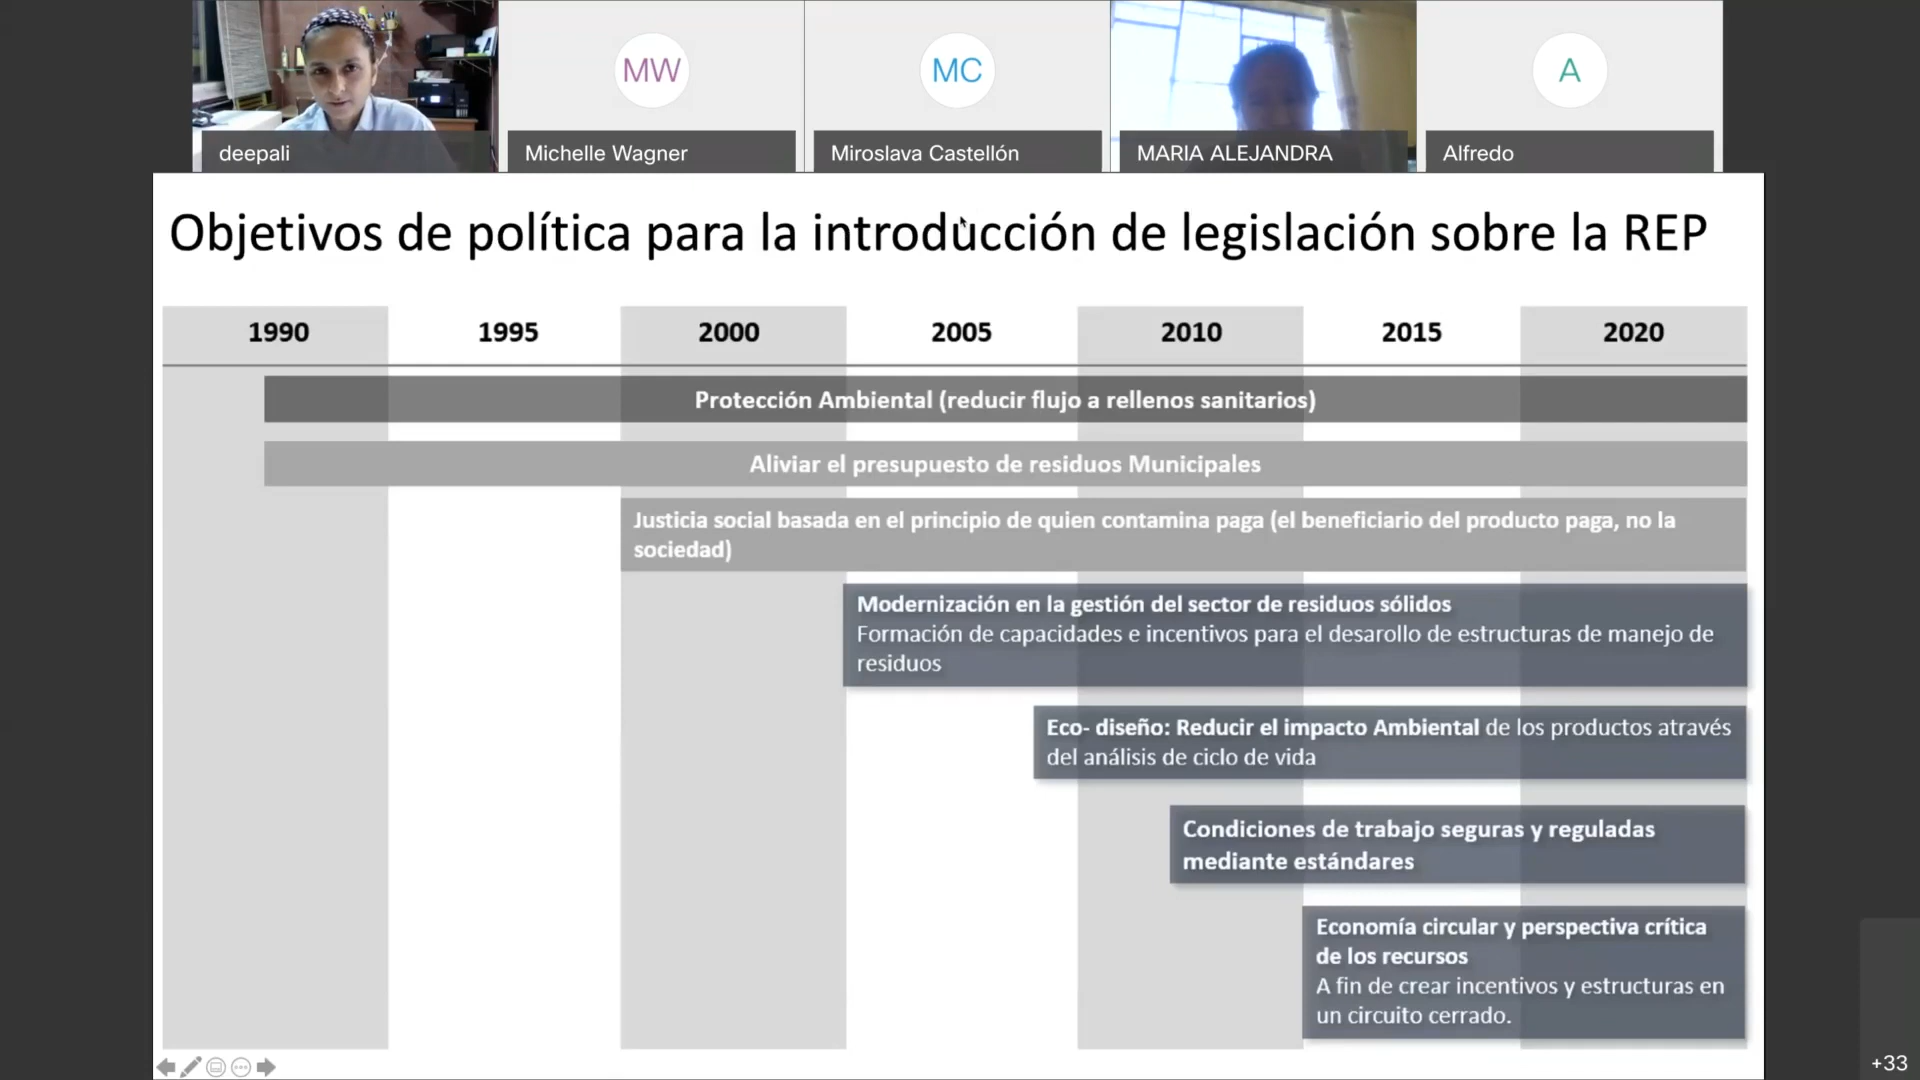 MW
MC
A
deepali
Michelle Wagner
Miroslava Castellón
MARIA ALEJANDRA
Alfredo
Objetivos de política para la introducción de legislación sobre la REP
1990 1995 2000 2005 2010 2015 2020
Protección Ambiental (reducir flujo a rellenos sanitarios)
Aliviar el presupuesto de residuos Municipales
Justicia social basada en el principio de quien contamina paga (el beneficiario del producto paga, no la
sociedad)
Modernización en la gestión del sector de residuos sólidos
Formación de capacidades e incentivos para el desarollo de estructuras de manejo de
residuos
Eco- diseño: Reducir el impacto Ambiental de los productos através
del análisis de ciclo de vida
Condiciones de trabajo seguras y reguladas
mediante estándares
Economía circular y perspectiva crítica
de los recursos
A fin de crear incentivos y estructuras en
un circuito cerrado.
+33